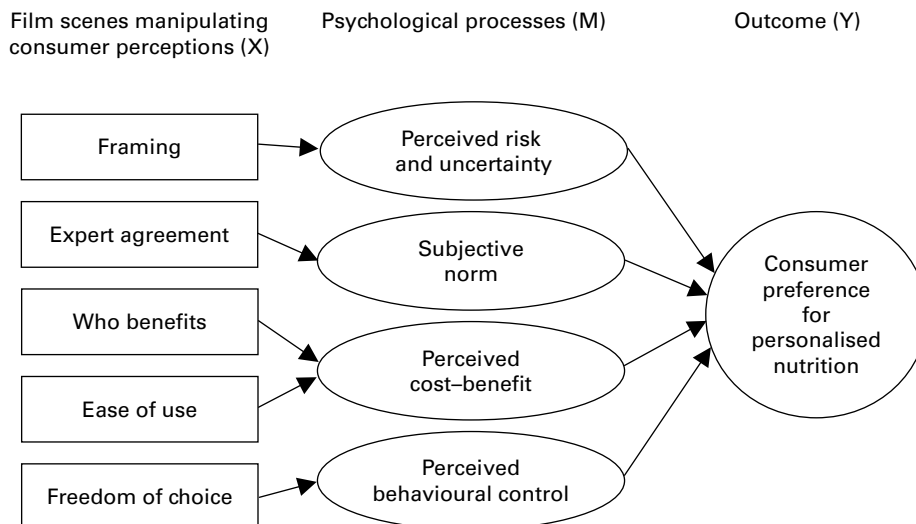 Film scenes manipulating
consumer perceptions (X)
Psychological processes (M)
Outcome (Y)
Framing
Perceived risk
and uncertainty
Expert agreement
Subjective
norm
Who benefits
Perceived
cost–benefit
Ease of use
Freedom of choice
Perceived
behavioural control
Consumer
preference
for
personalised
nutrition